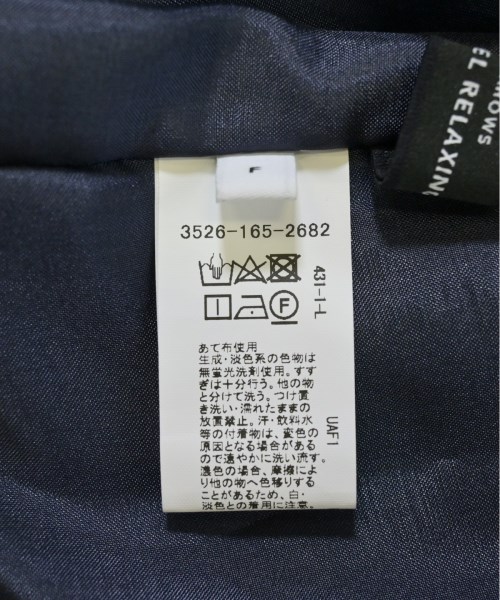 NOWS
EL RELAXING
F
3526-165-2682
431-1-L
F
あて布使用
生成・淡色系の色物は
無蛍光洗剤使用。すす
ぎは十分行う。他の物
と分けて洗う。つけ置
き洗い・濡れたままの
放置禁止。汗・飲料水
等の付着物は、変色の
原因となる場合がある
ので速やかに洗い流す。
濃色の場合、摩擦によ
り他の物へ色移りする
ことがあるため、白・
淡色との着用に注意。
UAF1